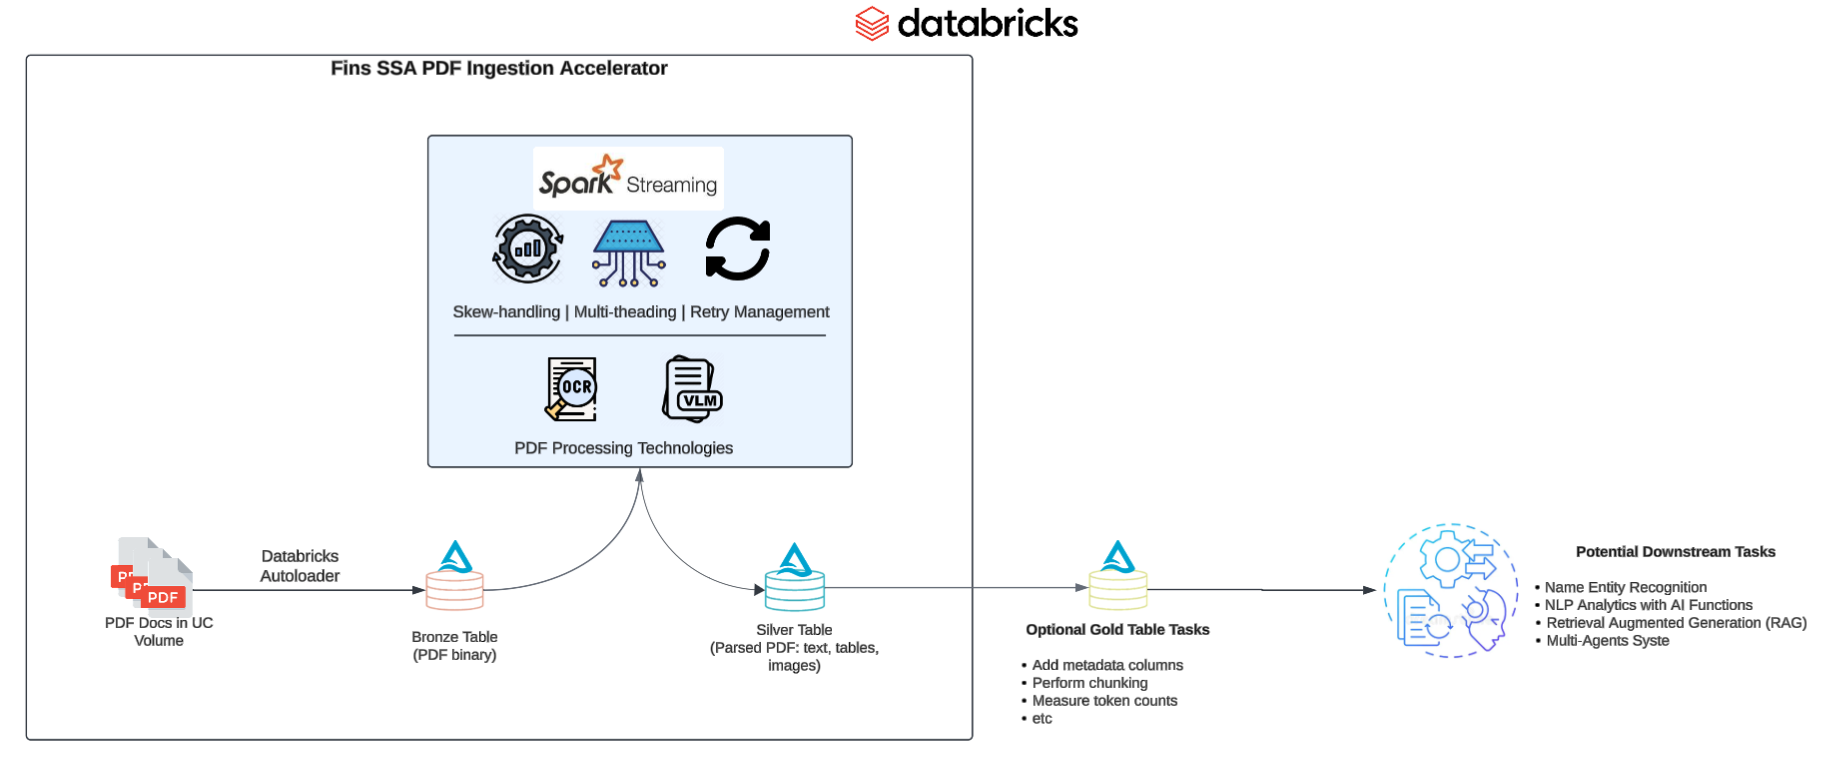 databricks
Fins SSA PDF Ingestion Accelerator
Spark Streaming
Skew-handling | Multi-theading | Retry Management
OCR
VLM
PDF Processing Technologies
PDF
PDF
PDF
PDF Docs in UC
Volume
Databricks
Autoloader
Bronze Table
(PDF binary)
Silver Table
(Parsed PDF: text, tables,
images)
Optional Gold Table Tasks
• Add metadata columns
• Perform chunking
• Measure token counts
• etc
Potential Downstream Tasks
• Name Entity Recognition
• NLP Analytics with AI Functions
• Retrieval Augmented Generation (RAG)
• Multi-Agents Syste